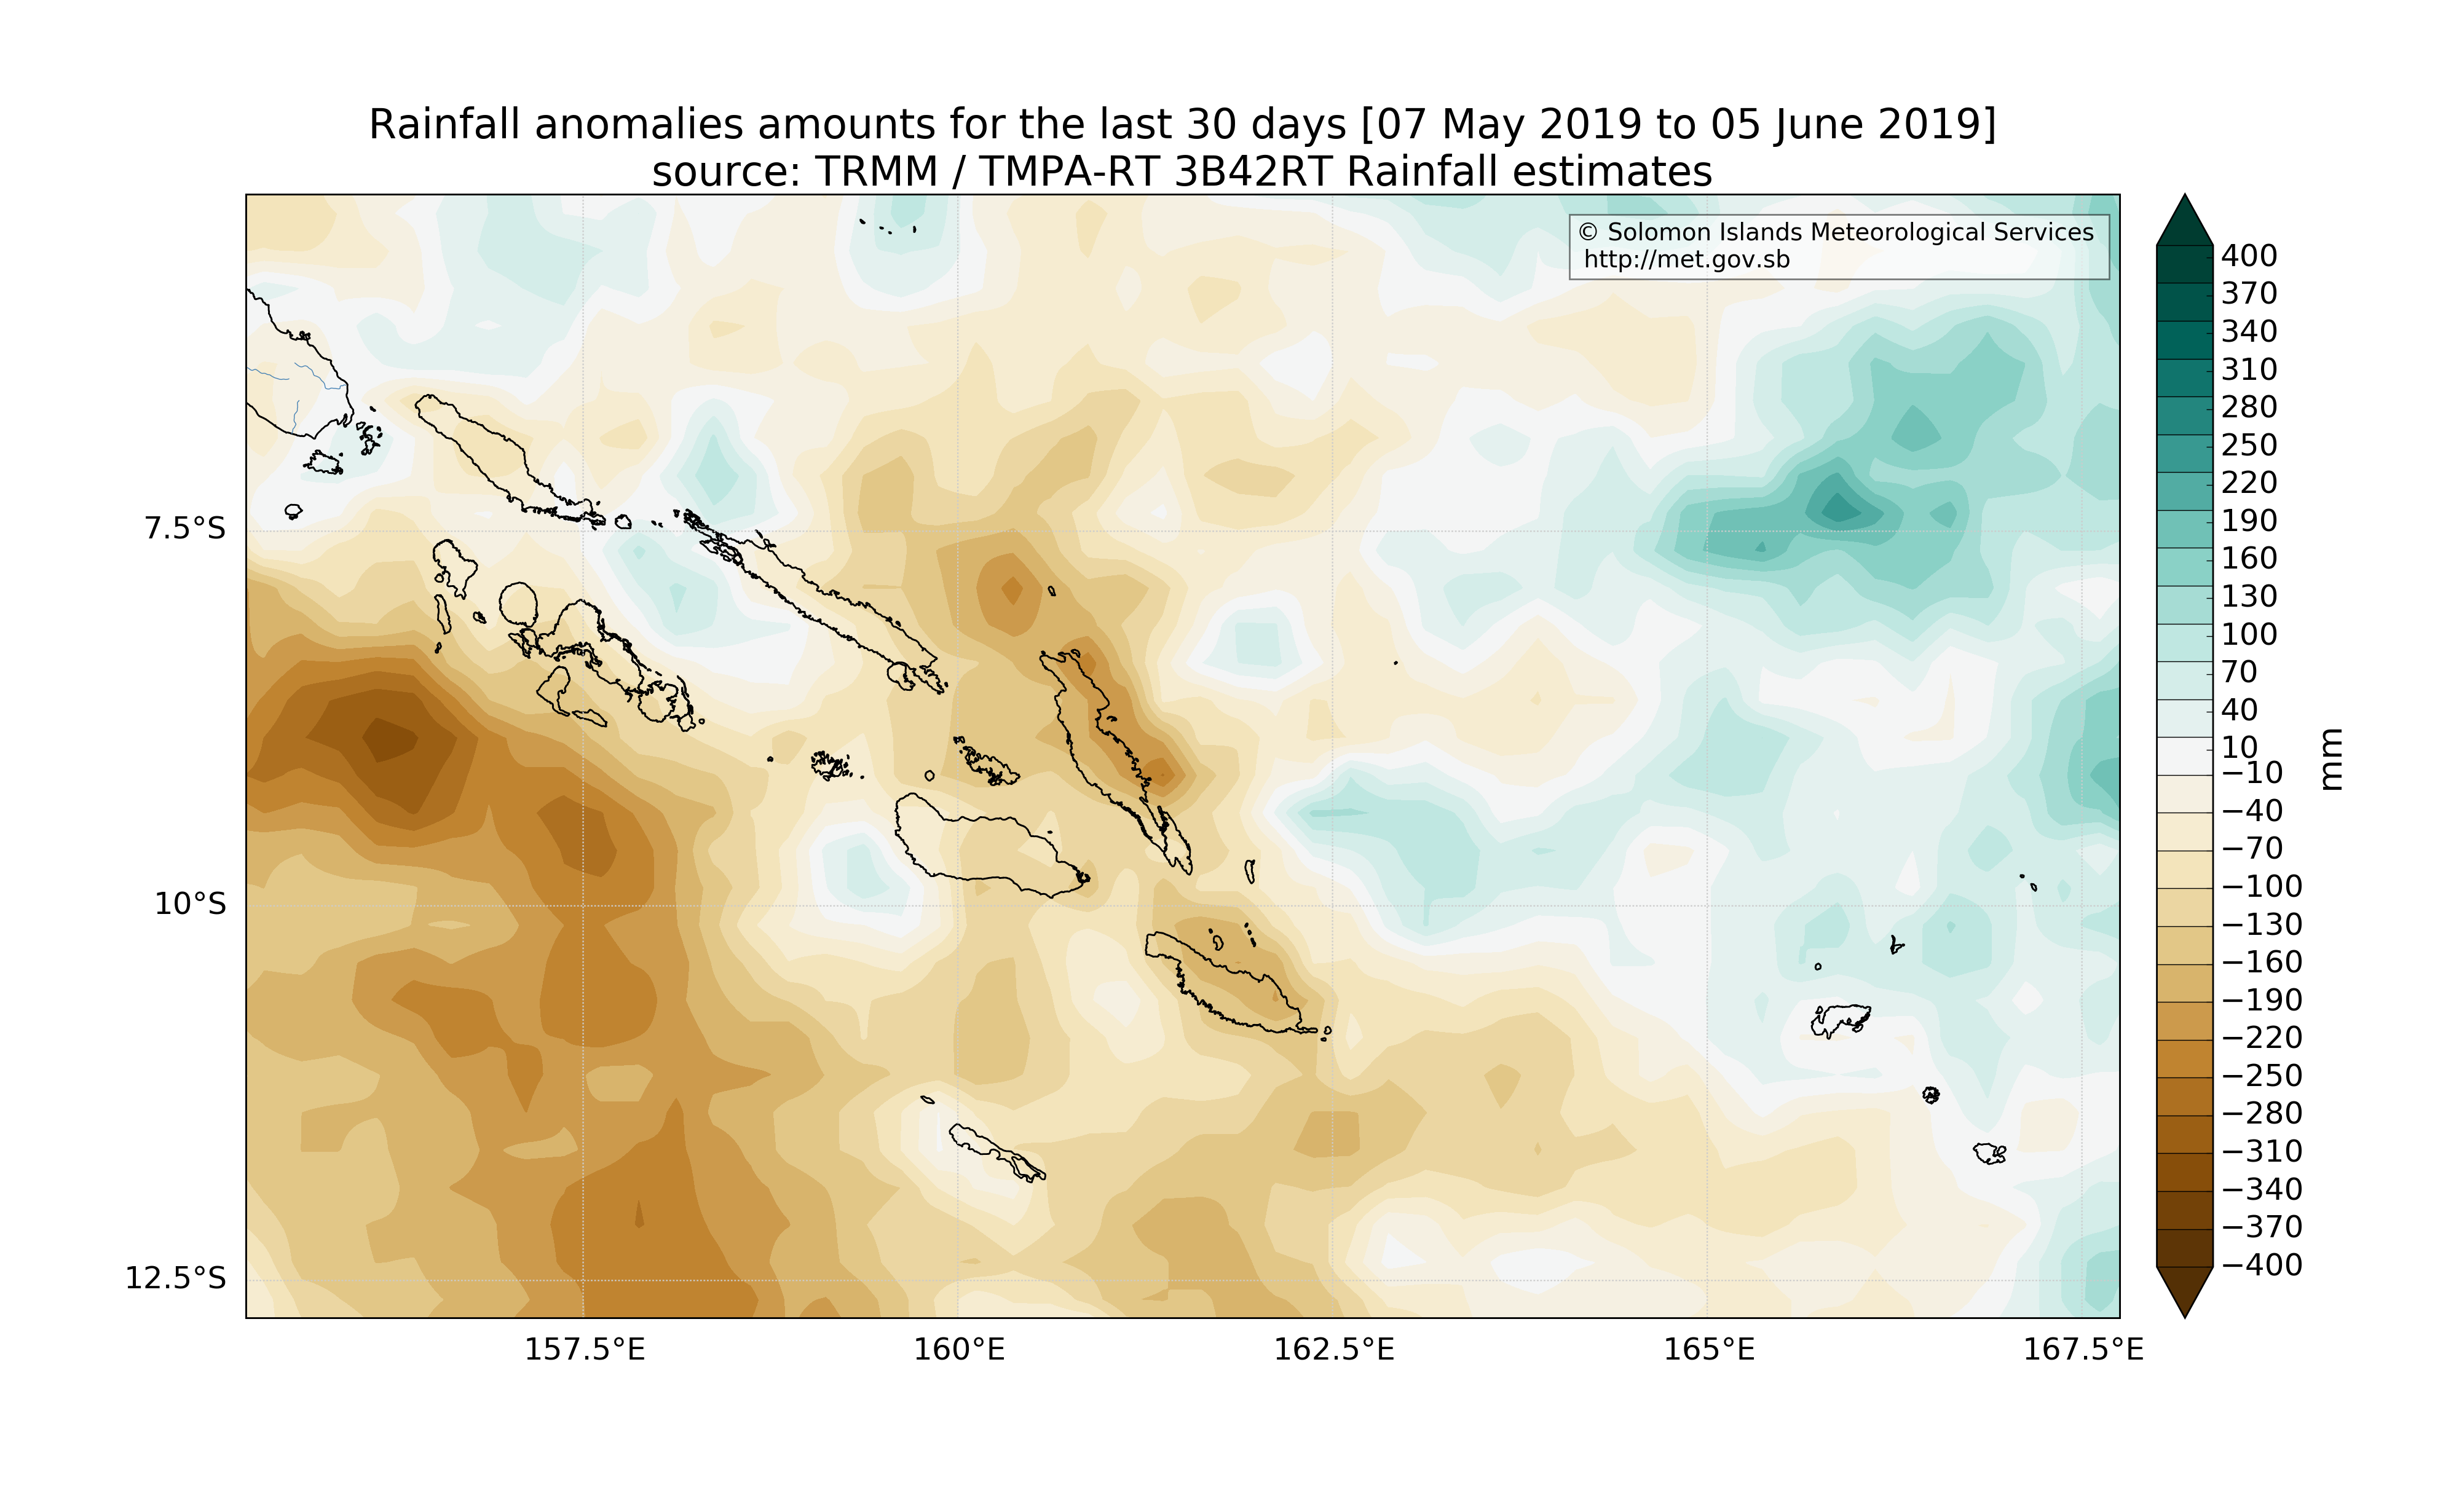 Rainfall anomalies amounts for the last 30 days [07 May 2019 to 05 June 2019]
source: TRMM / TMPA-RT 3B42RT Rainfall estimates
© Solomon Islands Meteorological Services
http://met.gov.sb
7.5°S
10°S
12.5°S
157.5°E
160°E
162.5°E
165°E
167.5°E
400
370
340
310
280
250
220
190
160
130
100
70
40
10
−10
−40
−70
−100
−130
−160
−190
−220
−250
−280
−310
−340
−370
−400
mm